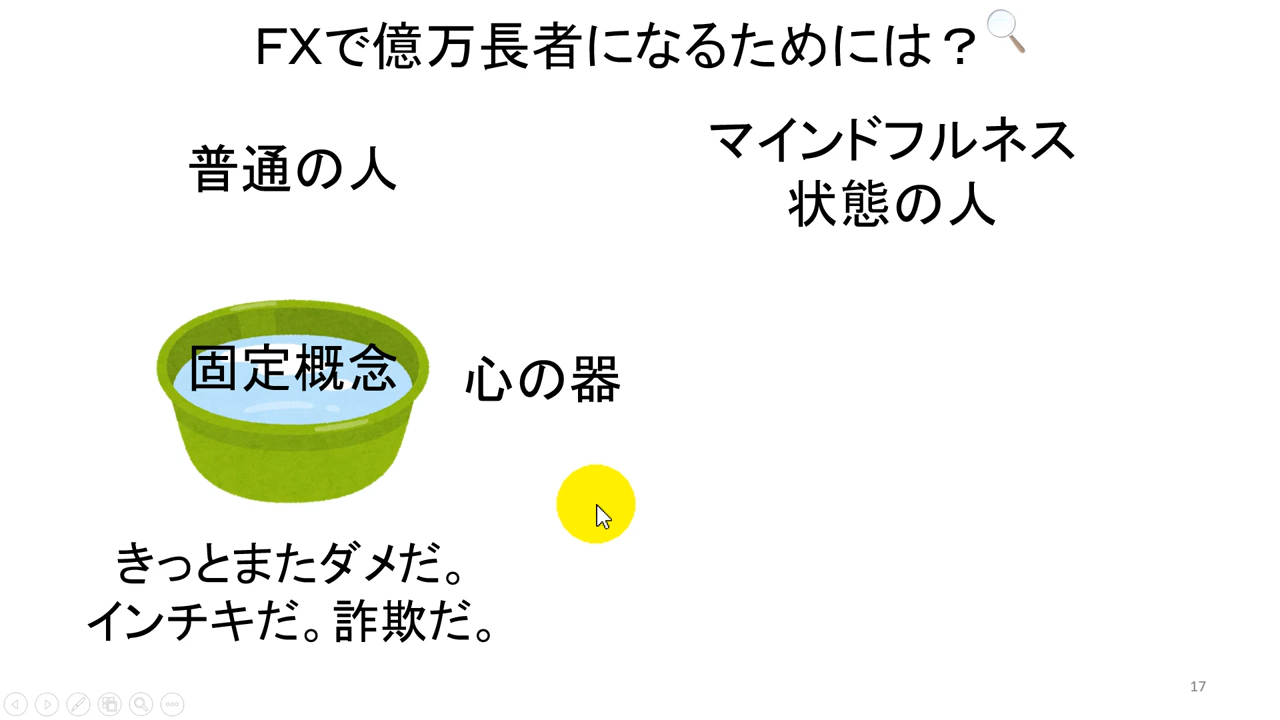 FXで億万長者になるためには？
普通の人
マインドフルネス
状態の人
固定概念
心の器
きっとまたダメだ。
インチキだ。詐欺だ。
17